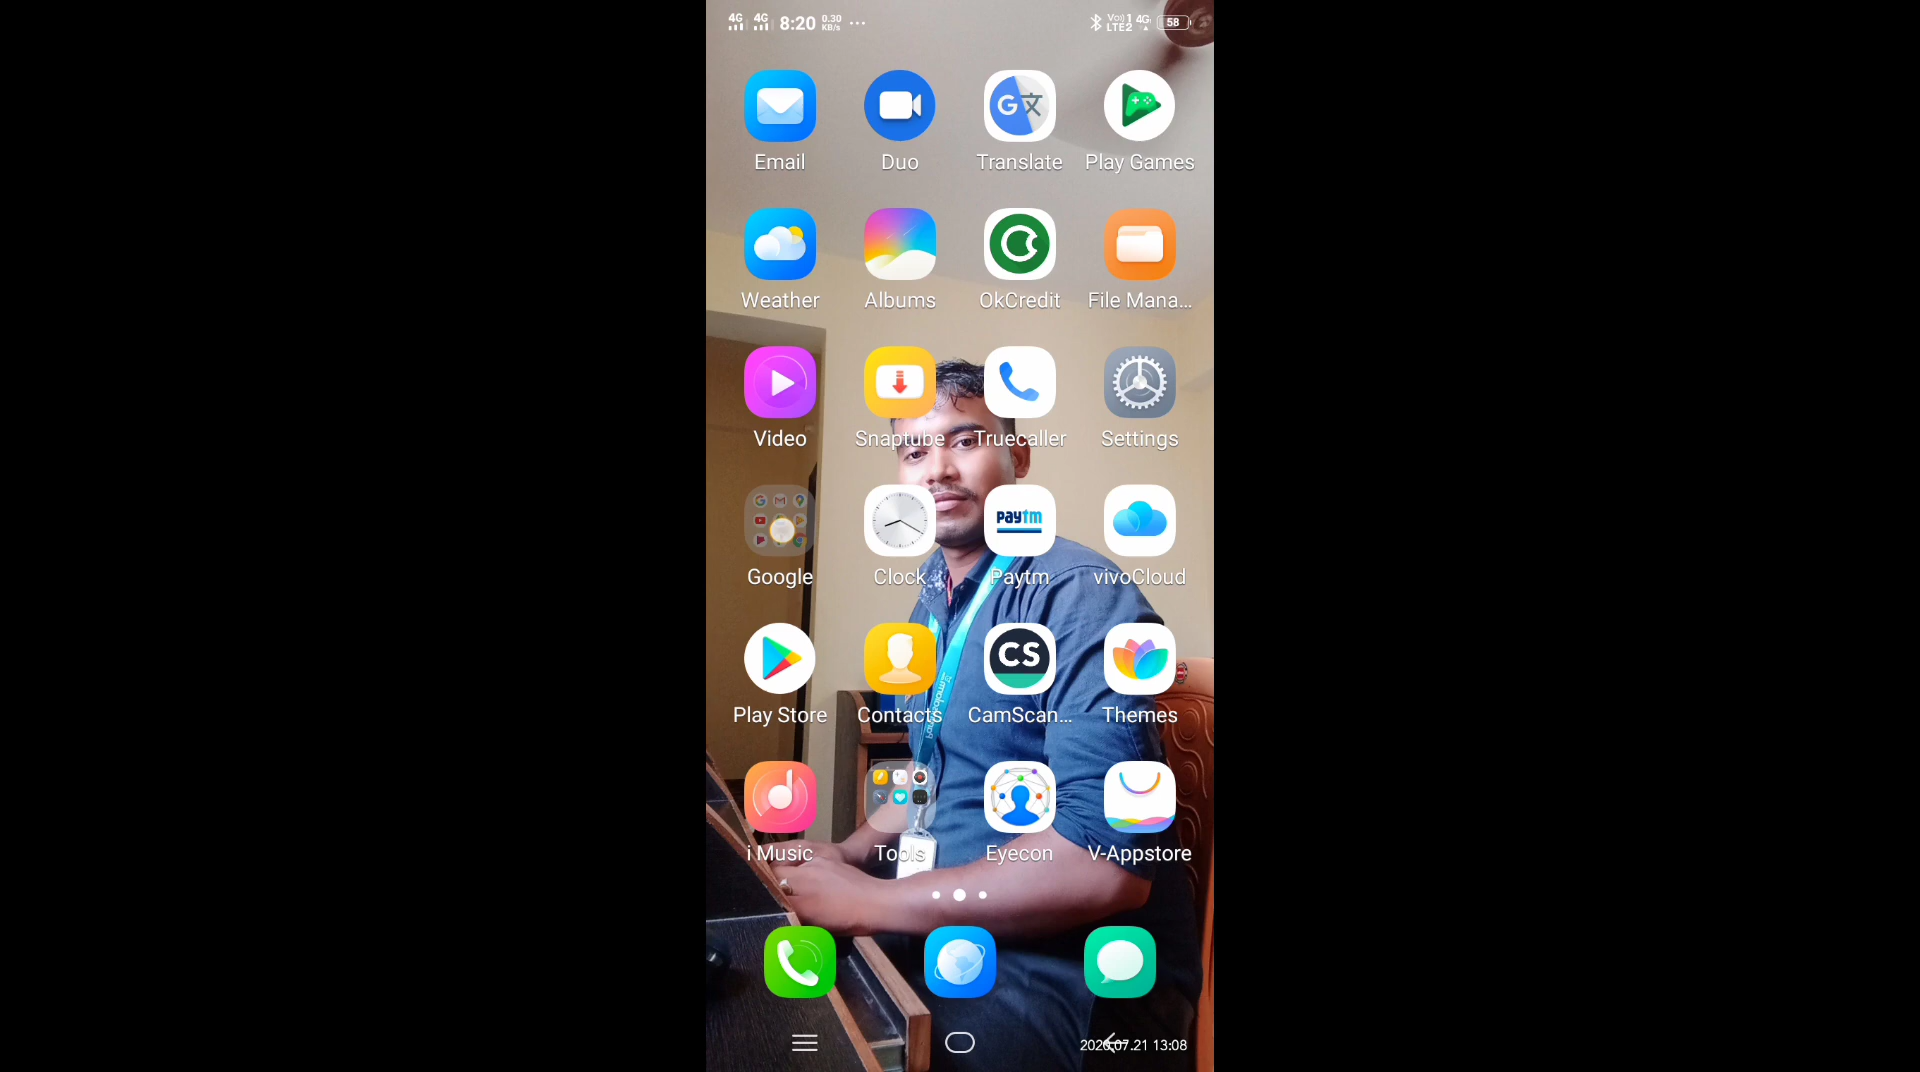 4G 4G 8:20 0.30 KB/s ... Vo)) 1 LTE2 4G 58
Email Duo Translate Play Games
Weather Albums OkCredit File Mana...
Video Snaptube Truecaller Settings
paytm
Google Clock Paytm vivoCloud
CS
Play Store Contacts CamScan... Themes
i Music Tools Eyecon V-Appstore
2020.07.21 13:08